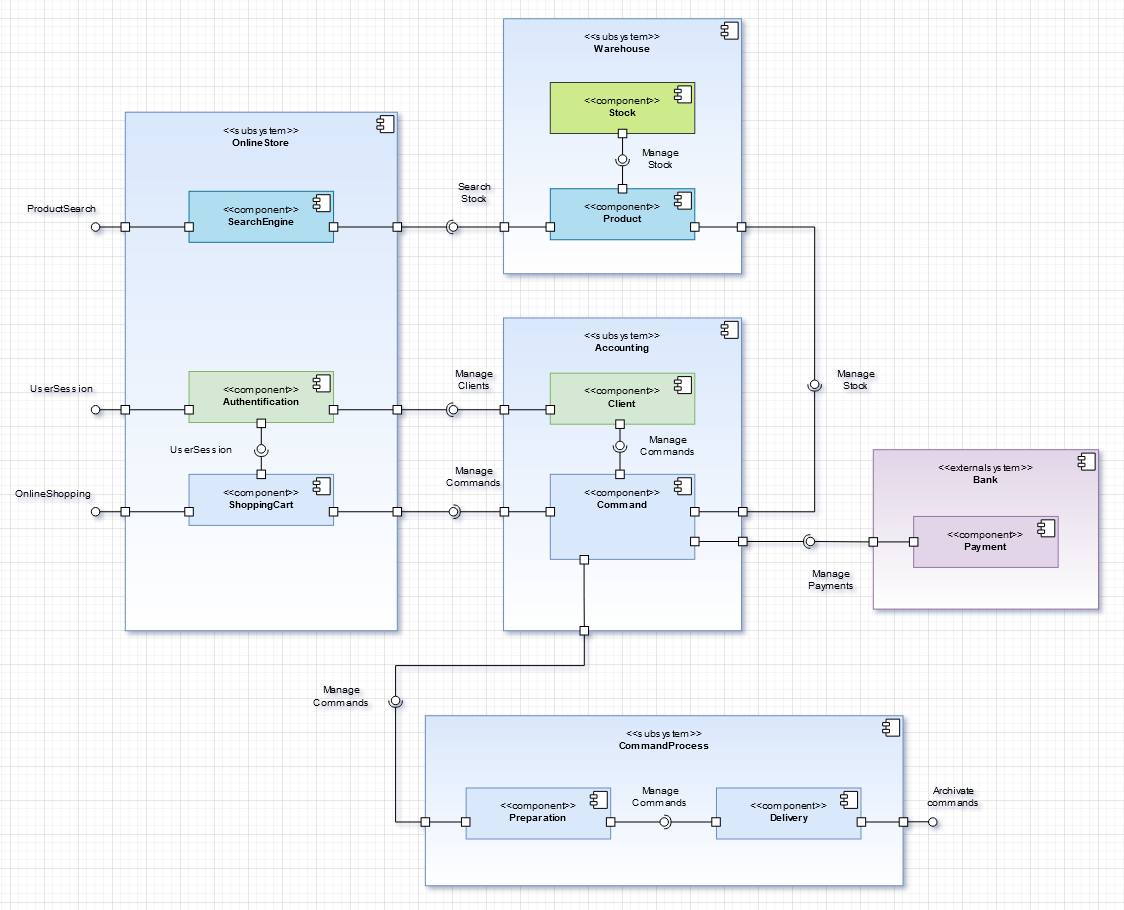 <<subsystem>>
Warehouse
<<component>>
Stock
Manage
Stock
<<component>>
Product
<<subsystem>>
OnlineStore
ProductSearch
<<component>>
SearchEngine
Search
Stock
UserSession
<<component>>
Authentification
UserSession
OnlineShopping
<<component>>
ShoppingCart
Manage
Clients
Manage
Commands
<<subsystem>>
Accounting
<<component>>
Client
Manage
Commands
<<component>>
Command
Manage
Stock
<<externalsystem>>
Bank
<<component>>
Payment
Manage
Payments
Manage
Commands
<<subsystem>>
CommandProcess
<<component>>
Preparation
Manage
Commands
<<component>>
Delivery
Archivate
commands